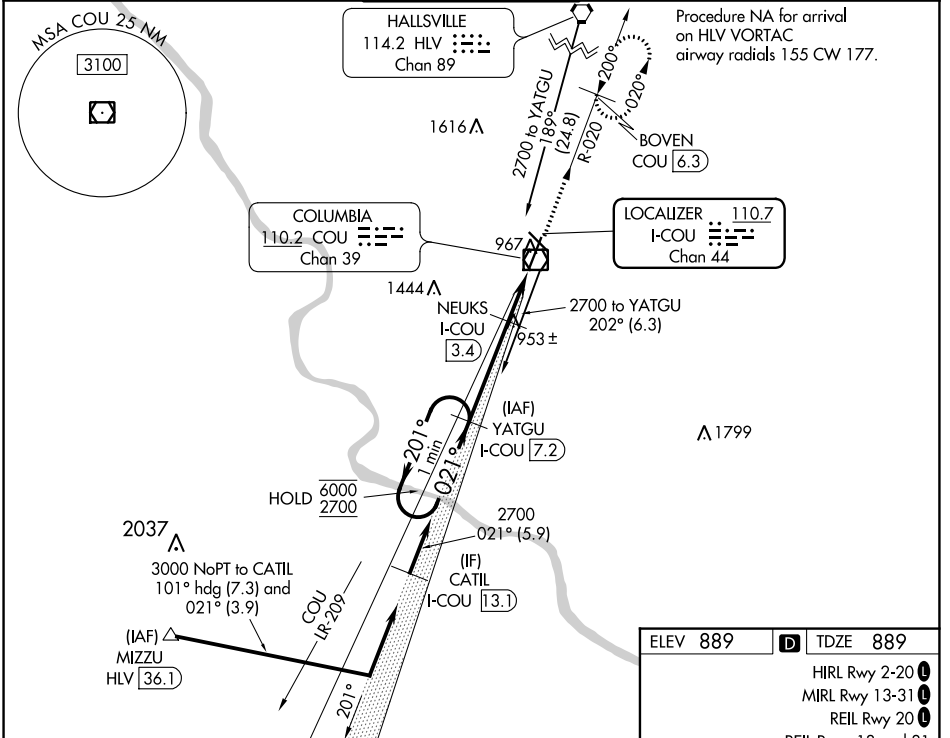 MSA COU 25 NM
3100
HALLSVILLE
114.2 HLV
Chan 89
Procedure NA for arrival
on HLV VORTAC
airway radials 155 CW 177.
1616
2700 to YATGU
189°
(24.8)
200°
020°
R-020
BOVEN
COU 6.3
COLUMBIA
110.2 COU
Chan 39
967
LOCALIZER 110.7
I-COU
Chan 44
1444
NEUKS
I-COU
3.4
2700 to YATGU
202° (6.3)
953 ±
(IAF)
YATGU
I-COU 7.2
1799
201°
1 min
021°
HOLD 6000
2700
2037
2700
021° (5.9)
3000 NoPT to CATIL
101° hdg (7.3) and
021° (3.9)
(IF)
CATIL
I-COU 13.1
COU
LR-209
(IAF)
MIZZU
HLV 36.1
201°
ELEV 889 D TDZE 889
HIRL Rwy 2-20 L
MIRL Rwy 13-31 L
REIL Rwy 20 L